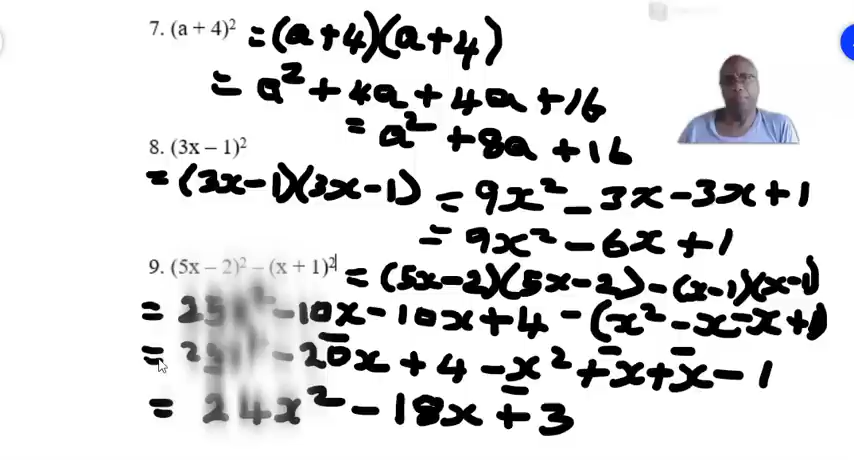 7. (a + 4)² = (a+4)(a+4)
= a² + 4a + 4a + 16
= a² + 8a + 16
8. (3x – 1)²
= (3x-1)(3x-1) = 9x² - 3x - 3x + 1
= 9x² - 6x + 1
9. (5x – 2)² – (x + 1)² = (5x-2)(5x-2) - (x-1)(x-1)
= - 10x - 10x + 4 - (x² - x - x + 1)
= - 20x + 4 - x² + x + x - 1
= 24x² - 18x + 3